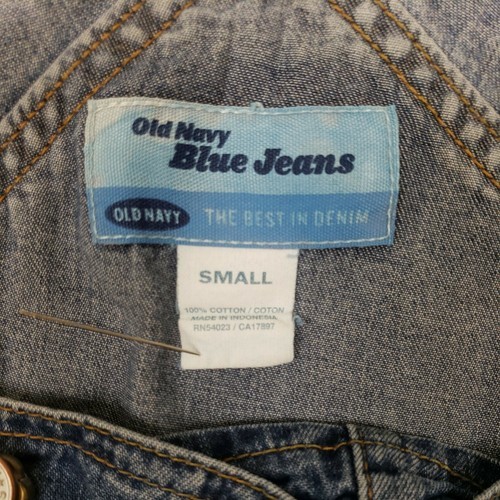 Old Navy
Blue Jeans
OLD NAVY THE BEST IN DENIM
SMALL
100% COTTON / COTON
MADE IN INDONESIA
RN54023 / CA17897